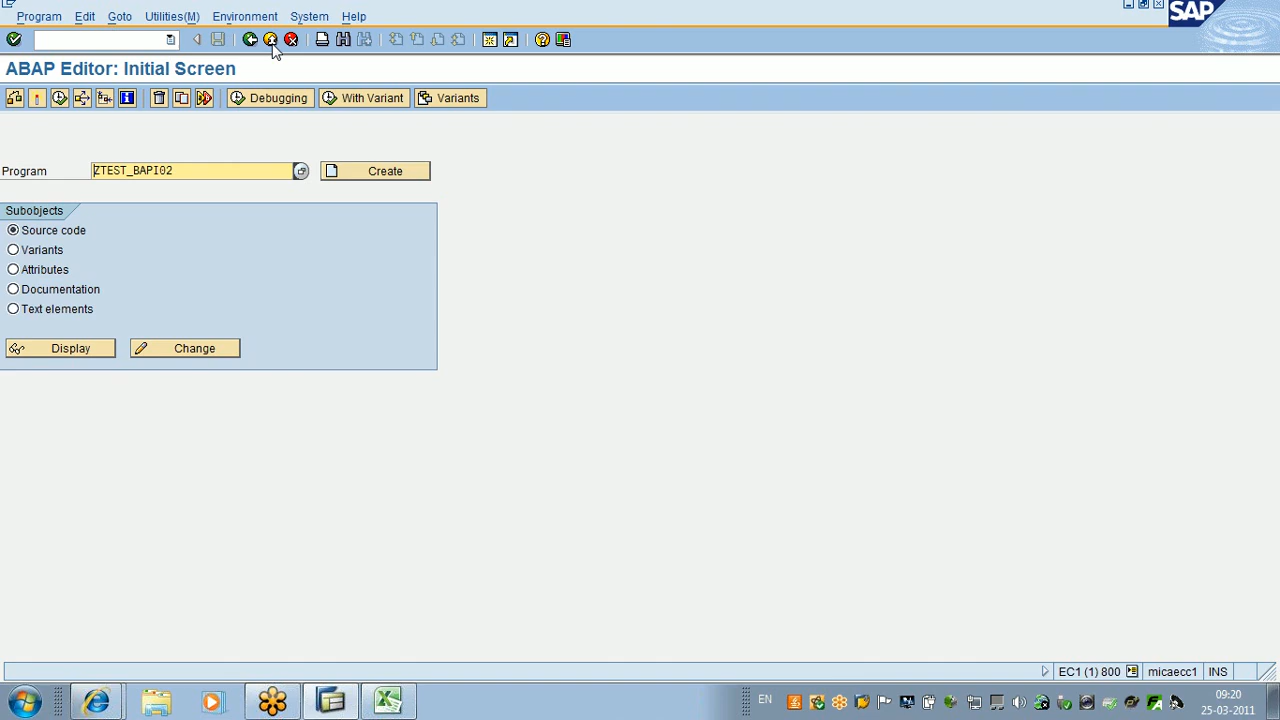 Program Edit Goto Utilities(M) Environment System Help
SAP
ABAP Editor: Initial Screen
Debugging With Variant Variants
Program ZTEST_BAPI02 Create
Subobjects
Source code
Variants
Attributes
Documentation
Text elements
Display Change
EC1 (1) 800 micaecc1 INS
EN 09:20
25-03-2011